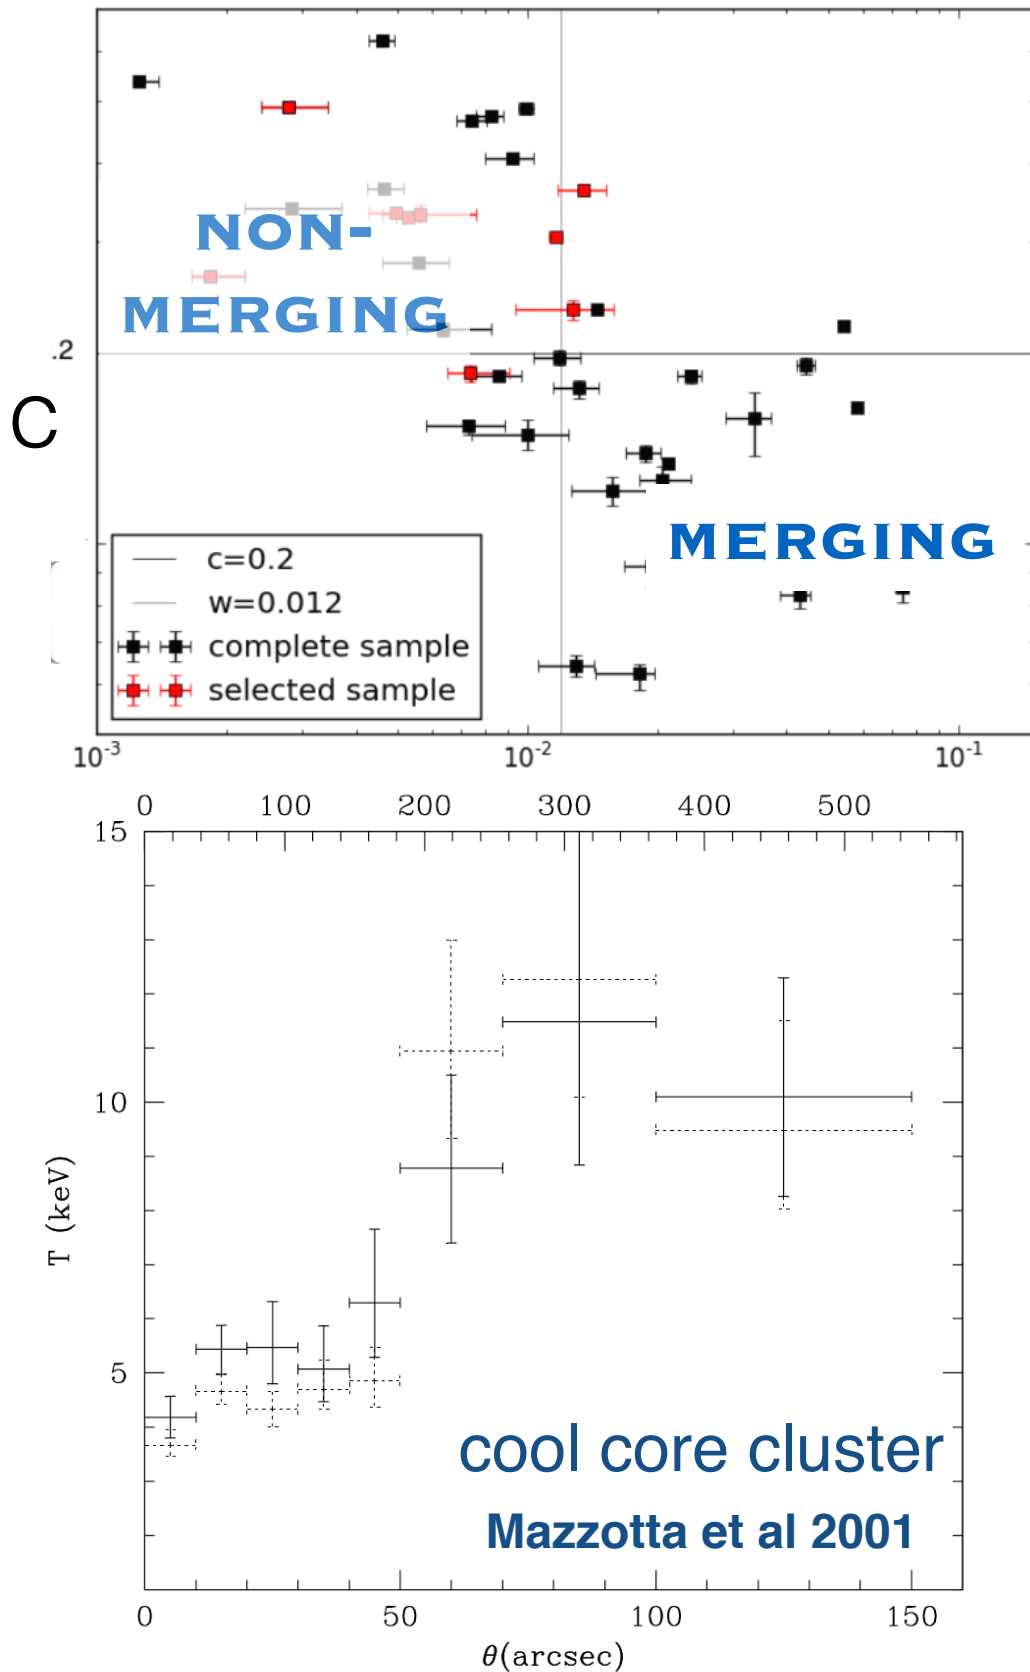 NON-
MERGING
.2
C
MERGING
c=0.2
w=0.012
complete sample
selected sample
10⁻³ 10⁻² 10⁻¹
0 100 200 300 400 500
15
10
T (keV)
5
cool core cluster
Mazzotta et al 2001
0 50 100 150
θ(arcsec)